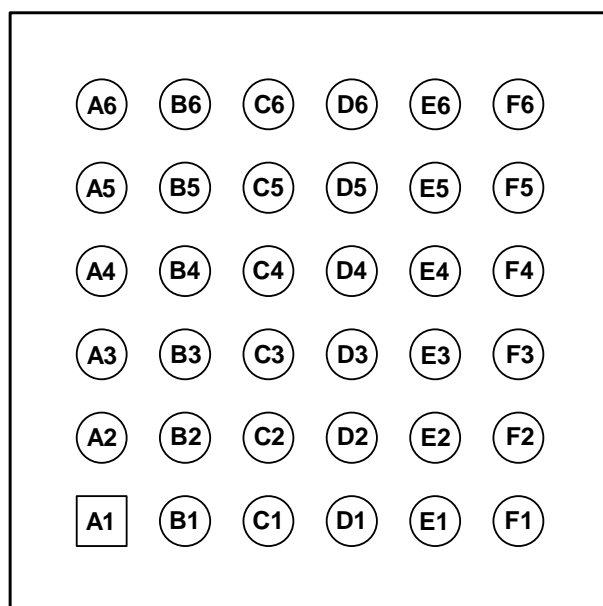 A6 B6 C6 D6 E6 F6
A5 B5 C5 D5 E5 F5
A4 B4 C4 D4 E4 F4
A3 B3 C3 D3 E3 F3
A2 B2 C2 D2 E2 F2
A1 B1 C1 D1 E1 F1